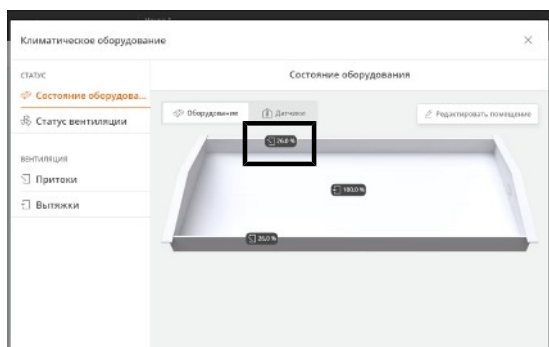 Климатическое оборудование
СТАТУС
Состояние оборудования
Состояние оборудова...
Статус вентиляции
Оборудование
Датчики
Редактировать помещение
ВЕНТИЛЯЦИЯ
26,0 %
Притоки
100,0 %
Вытяжки
26,0 %